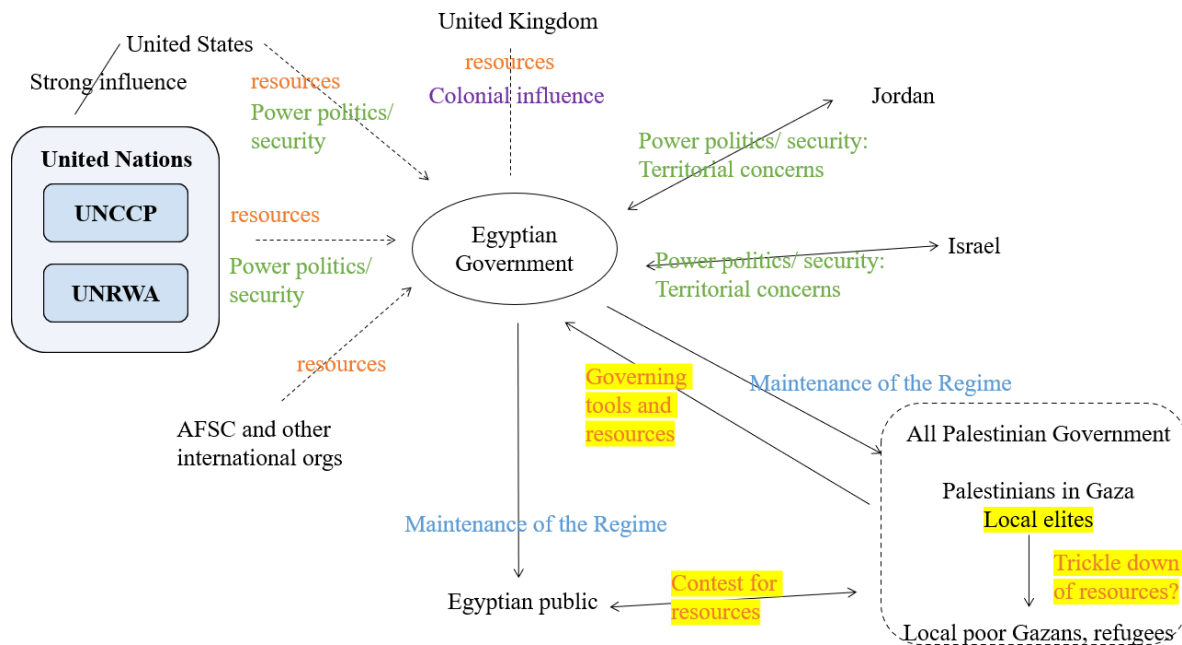 United Kingdom
United States
Strong influence
resources
Power politics/
security
resources
Colonial influence
Jordan
Power politics/ security:
Territorial concerns
United Nations
UNCCP
UNRWA
resources
Power politics/
security
Egyptian
Government
Israel
Power politics/ security:
Territorial concerns
resources
AFSC and other
international orgs
Governing
tools and
resources
Maintenance of the Regime
All Palestinian Government
Palestinians in Gaza
Local elites
Trickle down
of resources?
Local poor Gazans, refugees
Maintenance of the Regime
Egyptian public
Contest for
resources